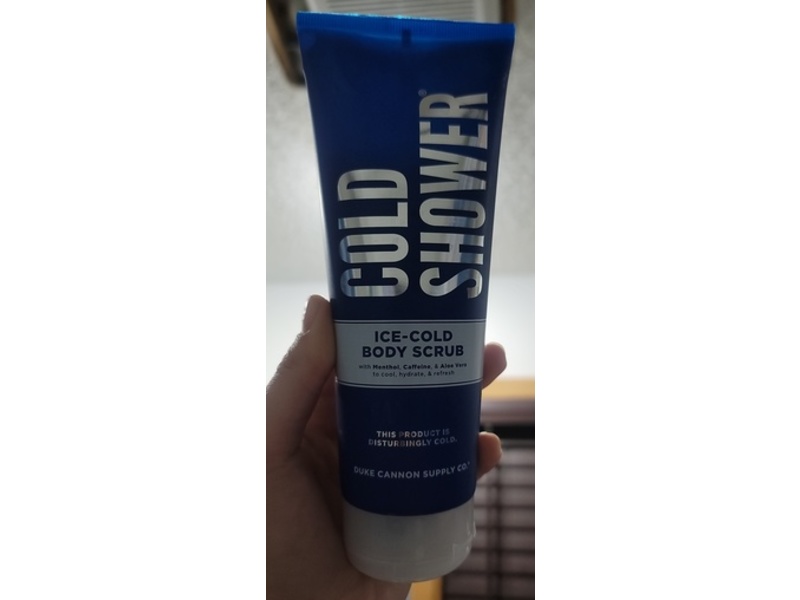 COLD
SHOWER®
ICE-COLD
BODY SCRUB
with Menthol, Caffeine, & Aloe Vera
to cool, hydrate, & refresh
THIS PRODUCT IS
DISTURBINGLY COLD.
DUKE CANNON SUPPLY CO.™